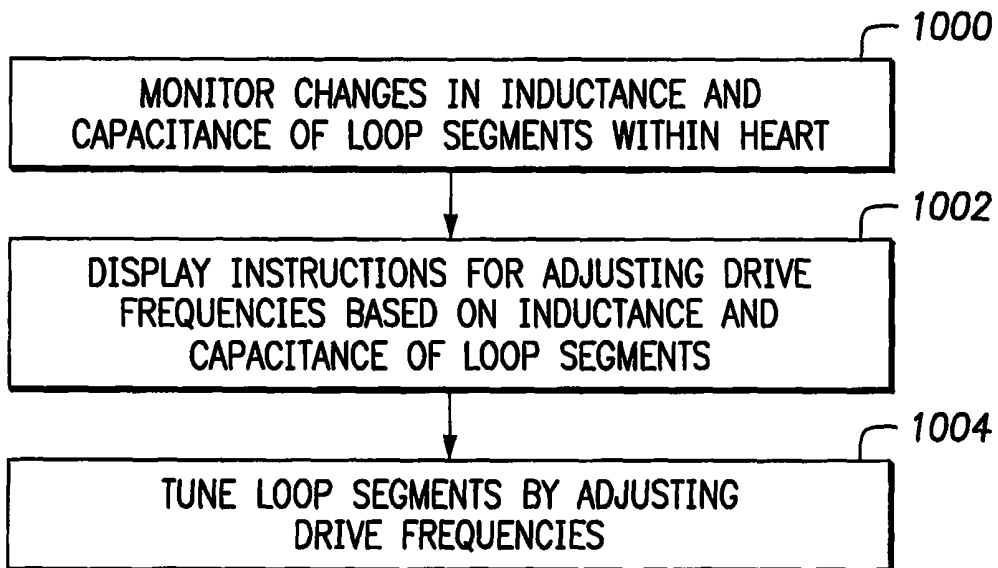 1000
MONITOR CHANGES IN INDUCTANCE AND
CAPACITANCE OF LOOP SEGMENTS WITHIN HEART
1002
DISPLAY INSTRUCTIONS FOR ADJUSTING DRIVE
FREQUENCIES BASED ON INDUCTANCE AND
CAPACITANCE OF LOOP SEGMENTS
1004
TUNE LOOP SEGMENTS BY ADJUSTING
DRIVE FREQUENCIES